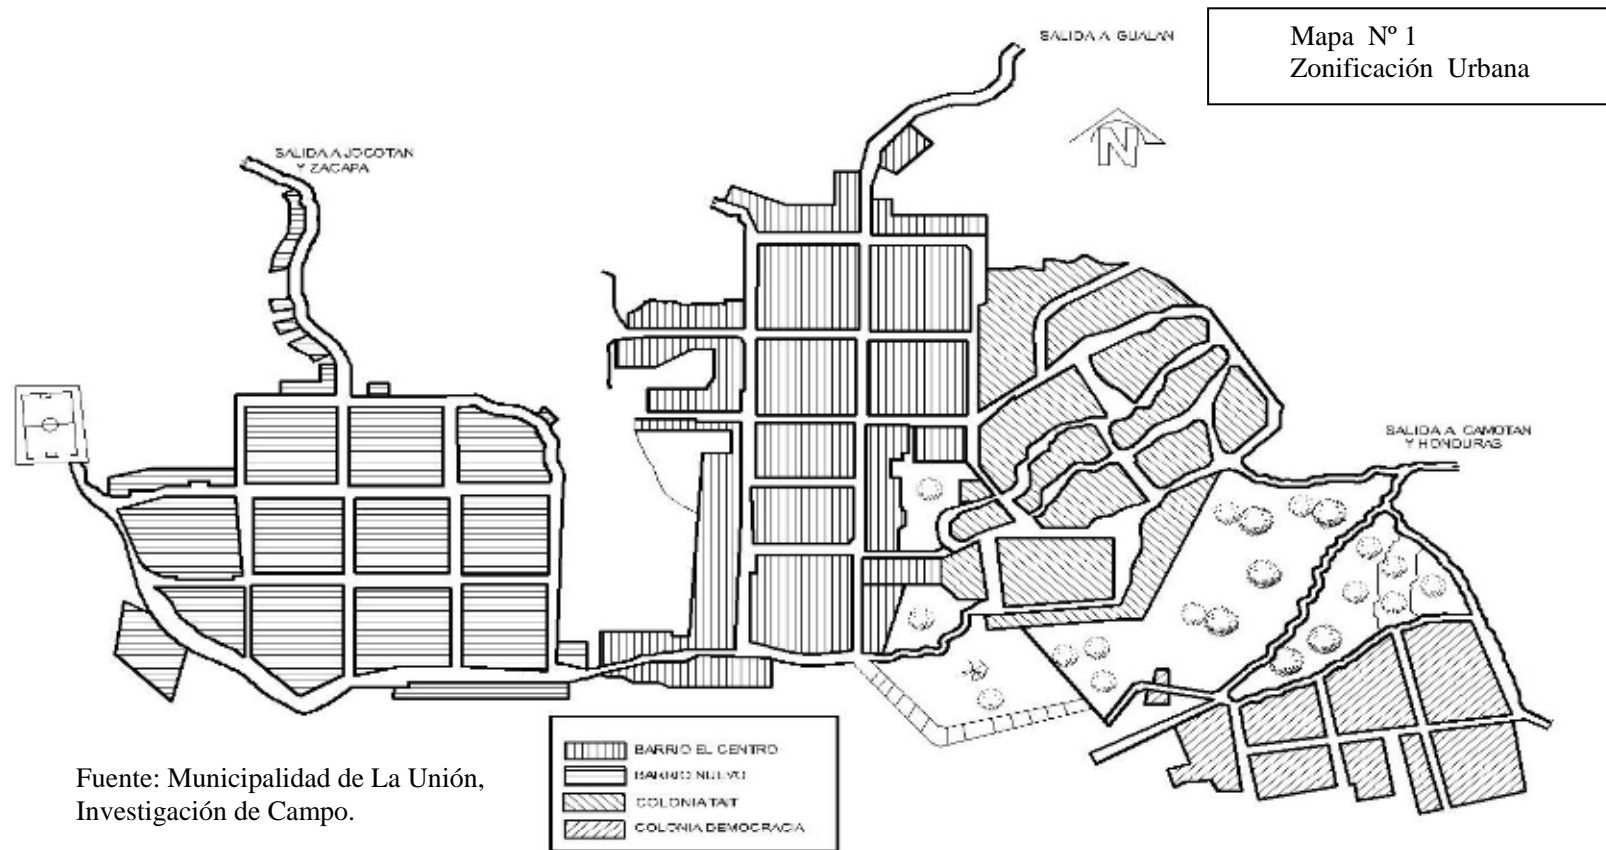 Mapa Nº 1
Zonificación Urbana
SALIDA A GUALAN
N
SALIDA A JOCOTAN
Y ZACAPA
SALIDA A CAMOTAN
Y HONDURAS
BARRIO EL CENTRO
BARRIO NUEVO
COLONIA TAIT
COLONIA DEMOCRACIA
Fuente: Municipalidad de La Unión,
Investigación de Campo.